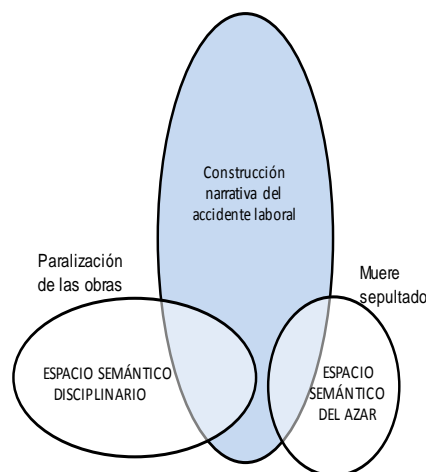 Construcción
narrativa del
accidente laboral
Paralización
de las obras
Muere
sepultado
ESPACIO SEMÁNTICO
DISCIPLINARIO
ESPACIO
SEMÁNTICO
DEL AZAR